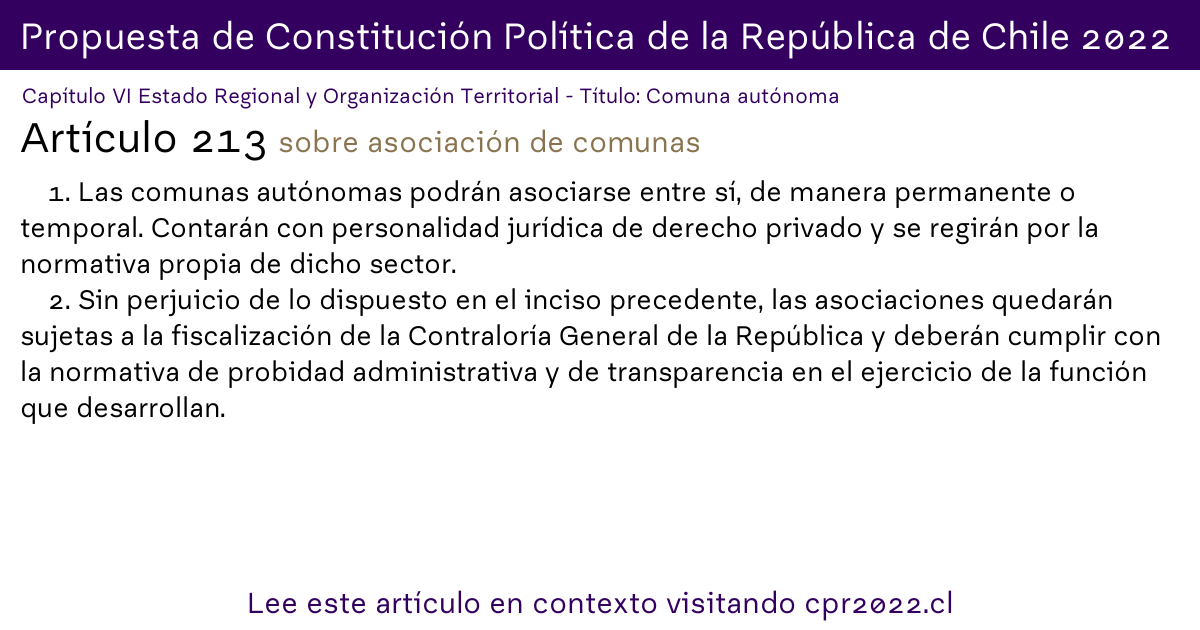 Propuesta de Constitución Política de la República de Chile 2022
Capítulo VI Estado Regional y Organización Territorial - Título: Comuna autónoma
Artículo 213 sobre asociación de comunas
1. Las comunas autónomas podrán asociarse entre sí, de manera permanente o
temporal. Contarán con personalidad jurídica de derecho privado y se regirán por la
normativa propia de dicho sector.
2. Sin perjuicio de lo dispuesto en el inciso precedente, las asociaciones quedarán
sujetas a la fiscalización de la Contraloría General de la República y deberán cumplir con
la normativa de probidad administrativa y de transparencia en el ejercicio de la función
que desarrollan.
Lee este artículo en contexto visitando cpr2022.cl